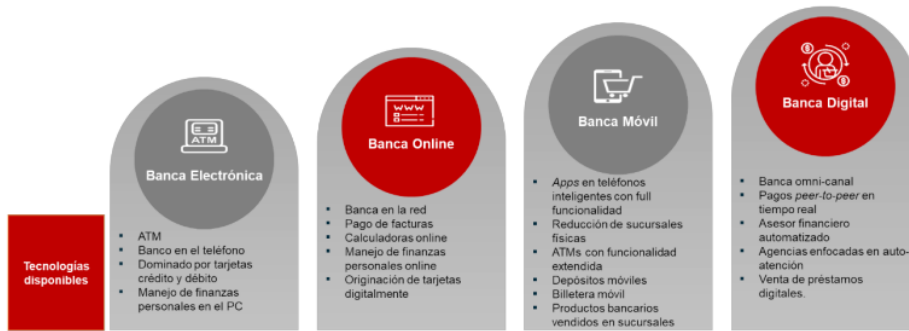 WWW
ATM
Banca Electrónica
Banca Online
Banca Móvil
Banca Digital
Tecnologías
disponibles
ATM
Banco en el teléfono
Dominado por tarjetas
crédito y débito
Manejo de finanzas
personales en el PC
Banca en la red
Pago de facturas
Calculadoras online
Manejo de finanzas
personales online
Originación de tarjetas
digitalmente
Apps en teléfonos
inteligentes con full
funcionalidad
Reducción de sucursales
físicas
ATMs con funcionalidad
extendida
Depósitos móviles
Billetera móvil
Productos bancarios
vendidos en sucursales
Banca omni-canal
Pagos peer-to-peer en
tiempo real
Asesor financiero
automatizado
Agencias enfocadas en auto-
atención
Venta de préstamos
digitales.